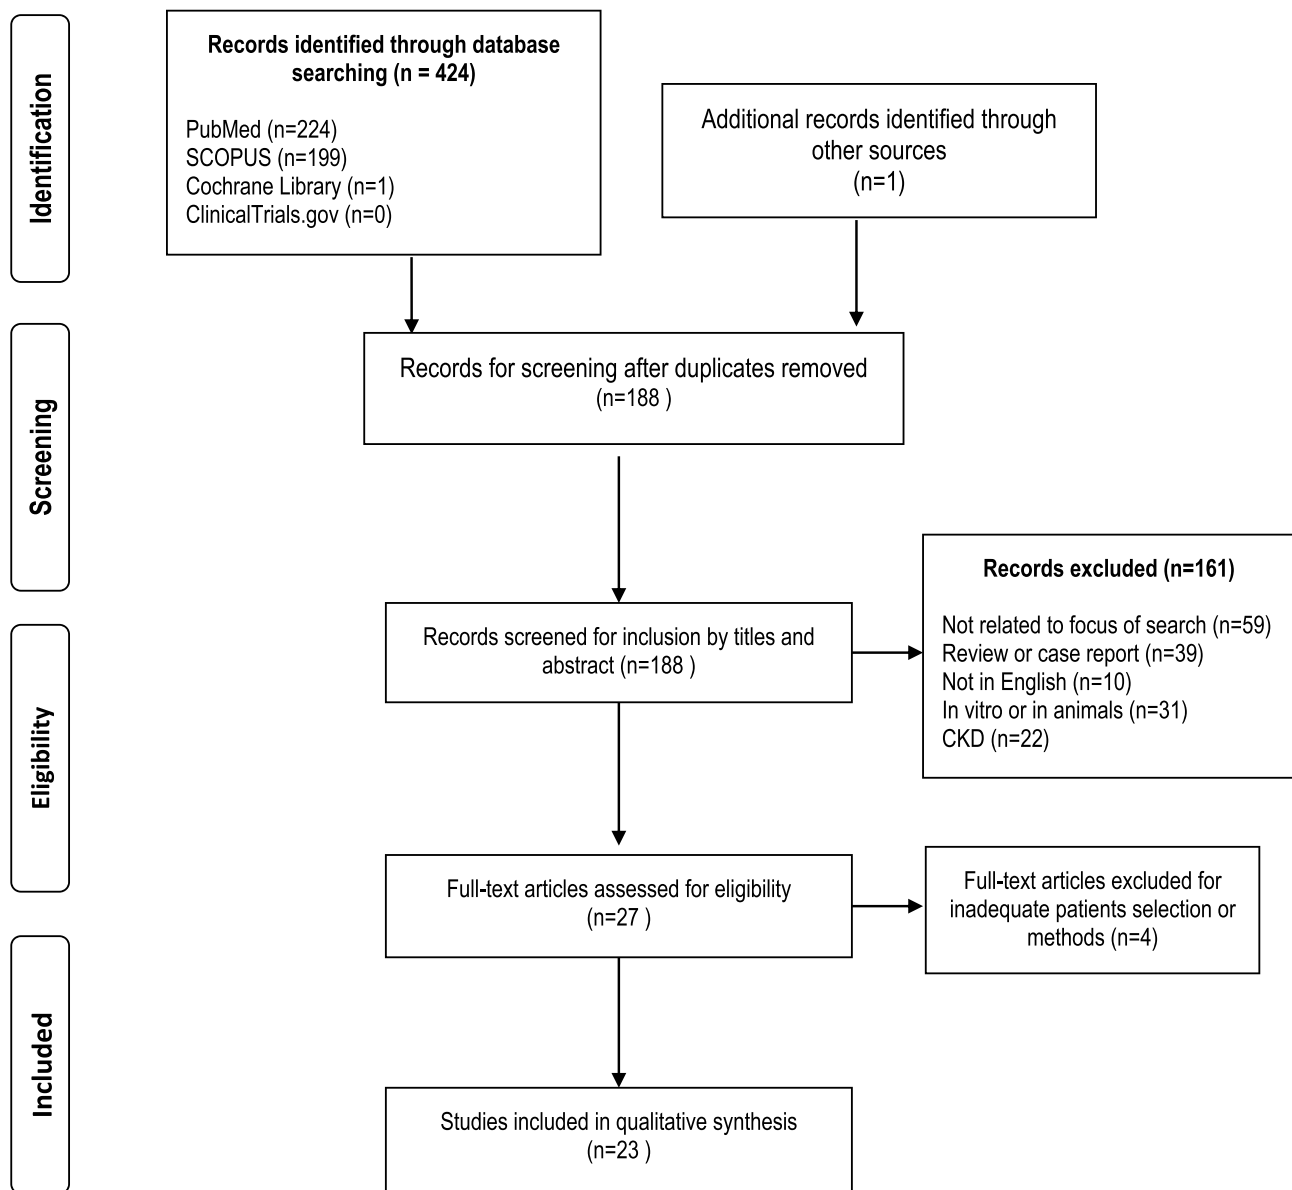 Identification
Records identified through database
searching (n = 424)
PubMed (n=224)
SCOPUS (n=199)
Cochrane Library (n=1)
ClinicalTrials.gov (n=0)
Additional records identified through
other sources
(n=1)
Screening
Records for screening after duplicates removed
(n=188 )
Records screened for inclusion by titles and
abstract (n=188 )
Records excluded (n=161)
Not related to focus of search (n=59)
Review or case report (n=39)
Not in English (n=10)
In vitro or in animals (n=31)
CKD (n=22)
Eligibility
Full-text articles assessed for eligibility
(n=27 )
Full-text articles excluded for
inadequate patients selection or
methods (n=4)
Included
Studies included in qualitative synthesis
(n=23 )